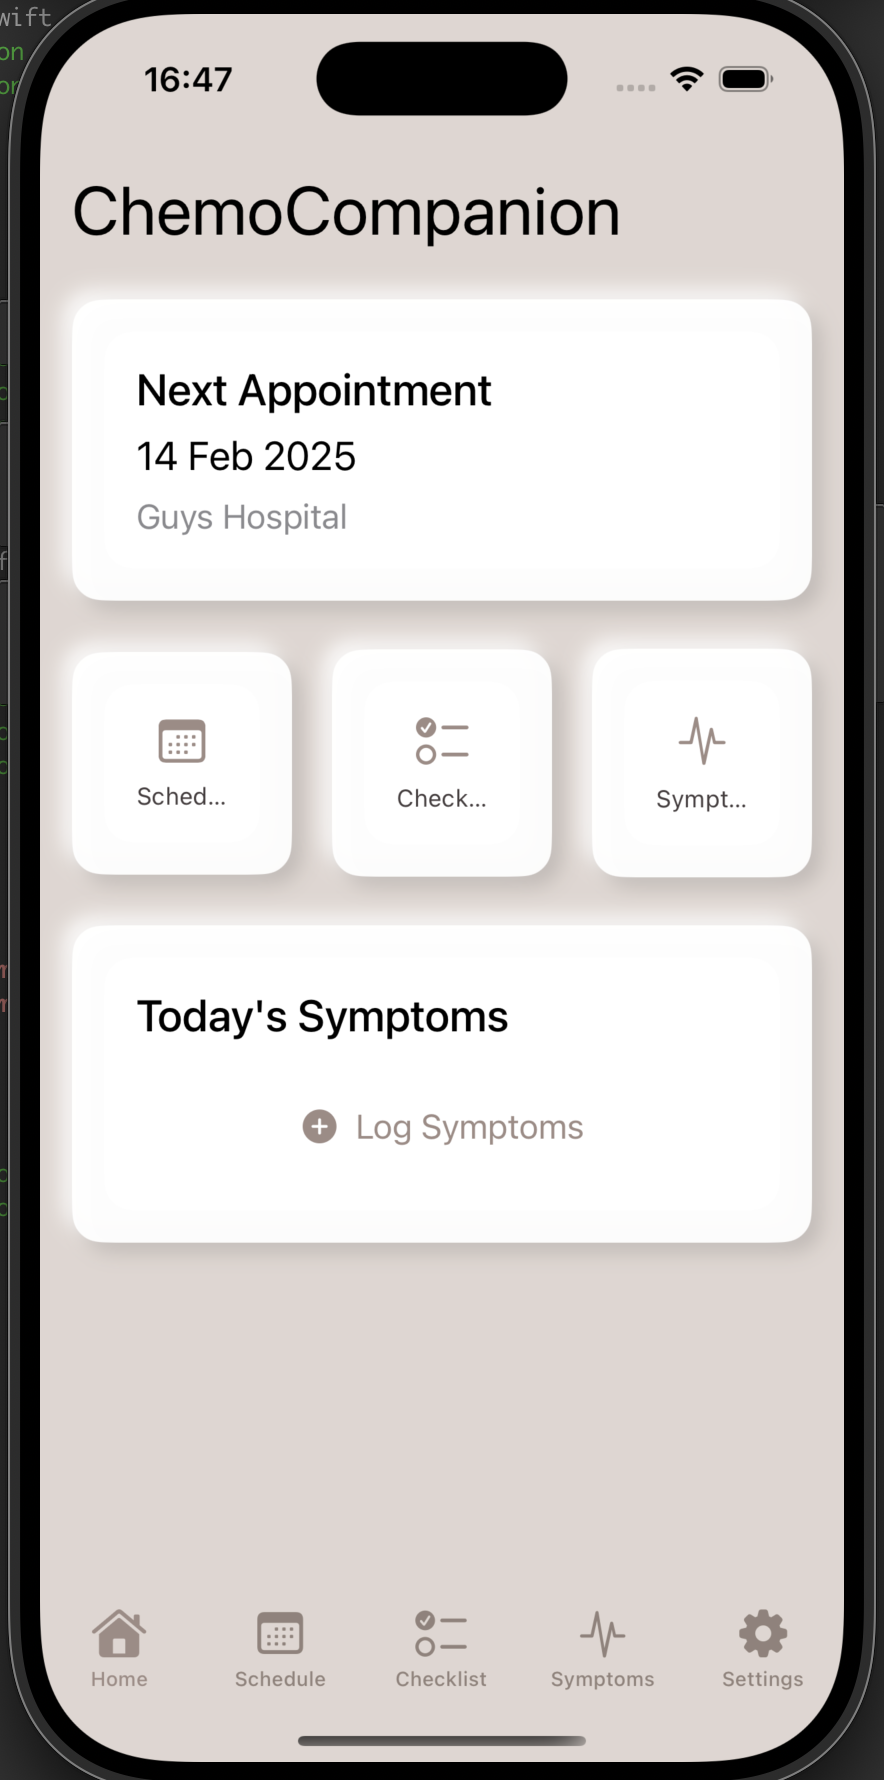 wift
on
16:47
ChemoCompanion
Next Appointment
14 Feb 2025
Guys Hospital
Sched...
Check...
Sympt...
Today's Symptoms
Log Symptoms
Home
Schedule
Checklist
Symptoms
Settings